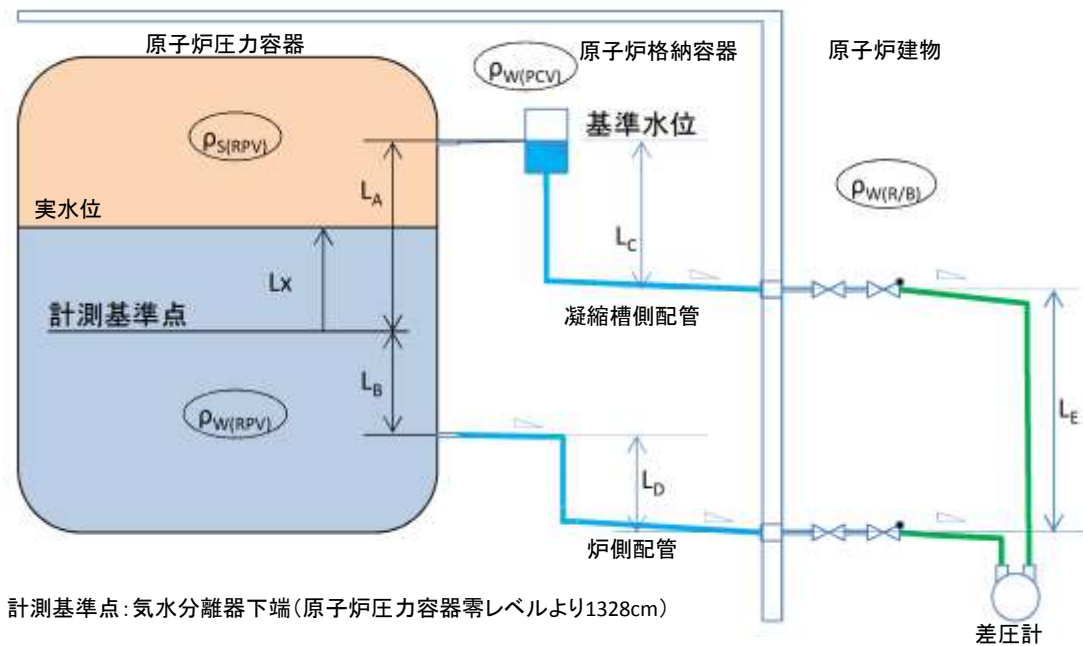 原子炉圧力容器
原子炉格納容器
原子炉建物
ρW(PCV)
基準水位
ρS(RPV)
LA
ρW(R/B)
実水位
LC
Lx
計測基準点
凝縮槽側配管
LB
LE
ρW(RPV)
LD
炉側配管
計測基準点:気水分離器下端(原子炉圧力容器零レベルより1328cm)
差圧計